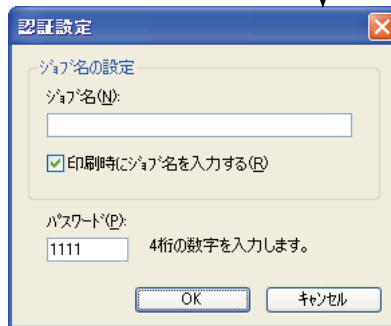 認証設定
ｼﾞｮﾌﾞ名の設定
ｼﾞｮﾌﾞ名(N):
印刷時にｼﾞｮﾌﾞ名を入力する(R)
ﾊﾟｽﾜｰﾄﾞ(P):
1111 4桁の数字を入力します。
OK ｷｬﾝｾﾙ